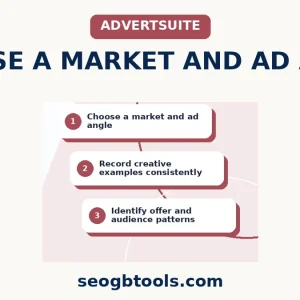 ADVERTSUITE
A MARKET AND AD
1 Choose a market and ad
angle
2 Record creative
examples consistently
3 Identify offer and
audience patterns
seogbtools.com